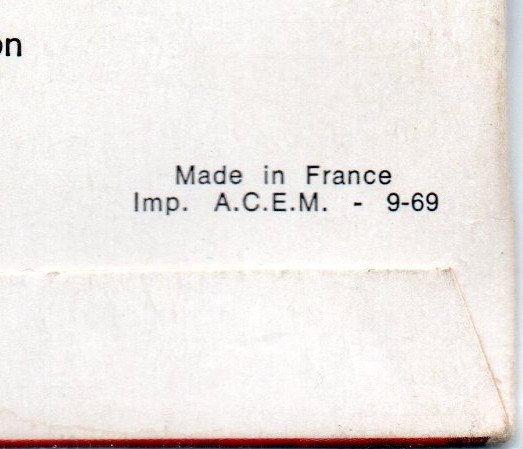 on
Made in France
Imp. A.C.E.M. - 9-69